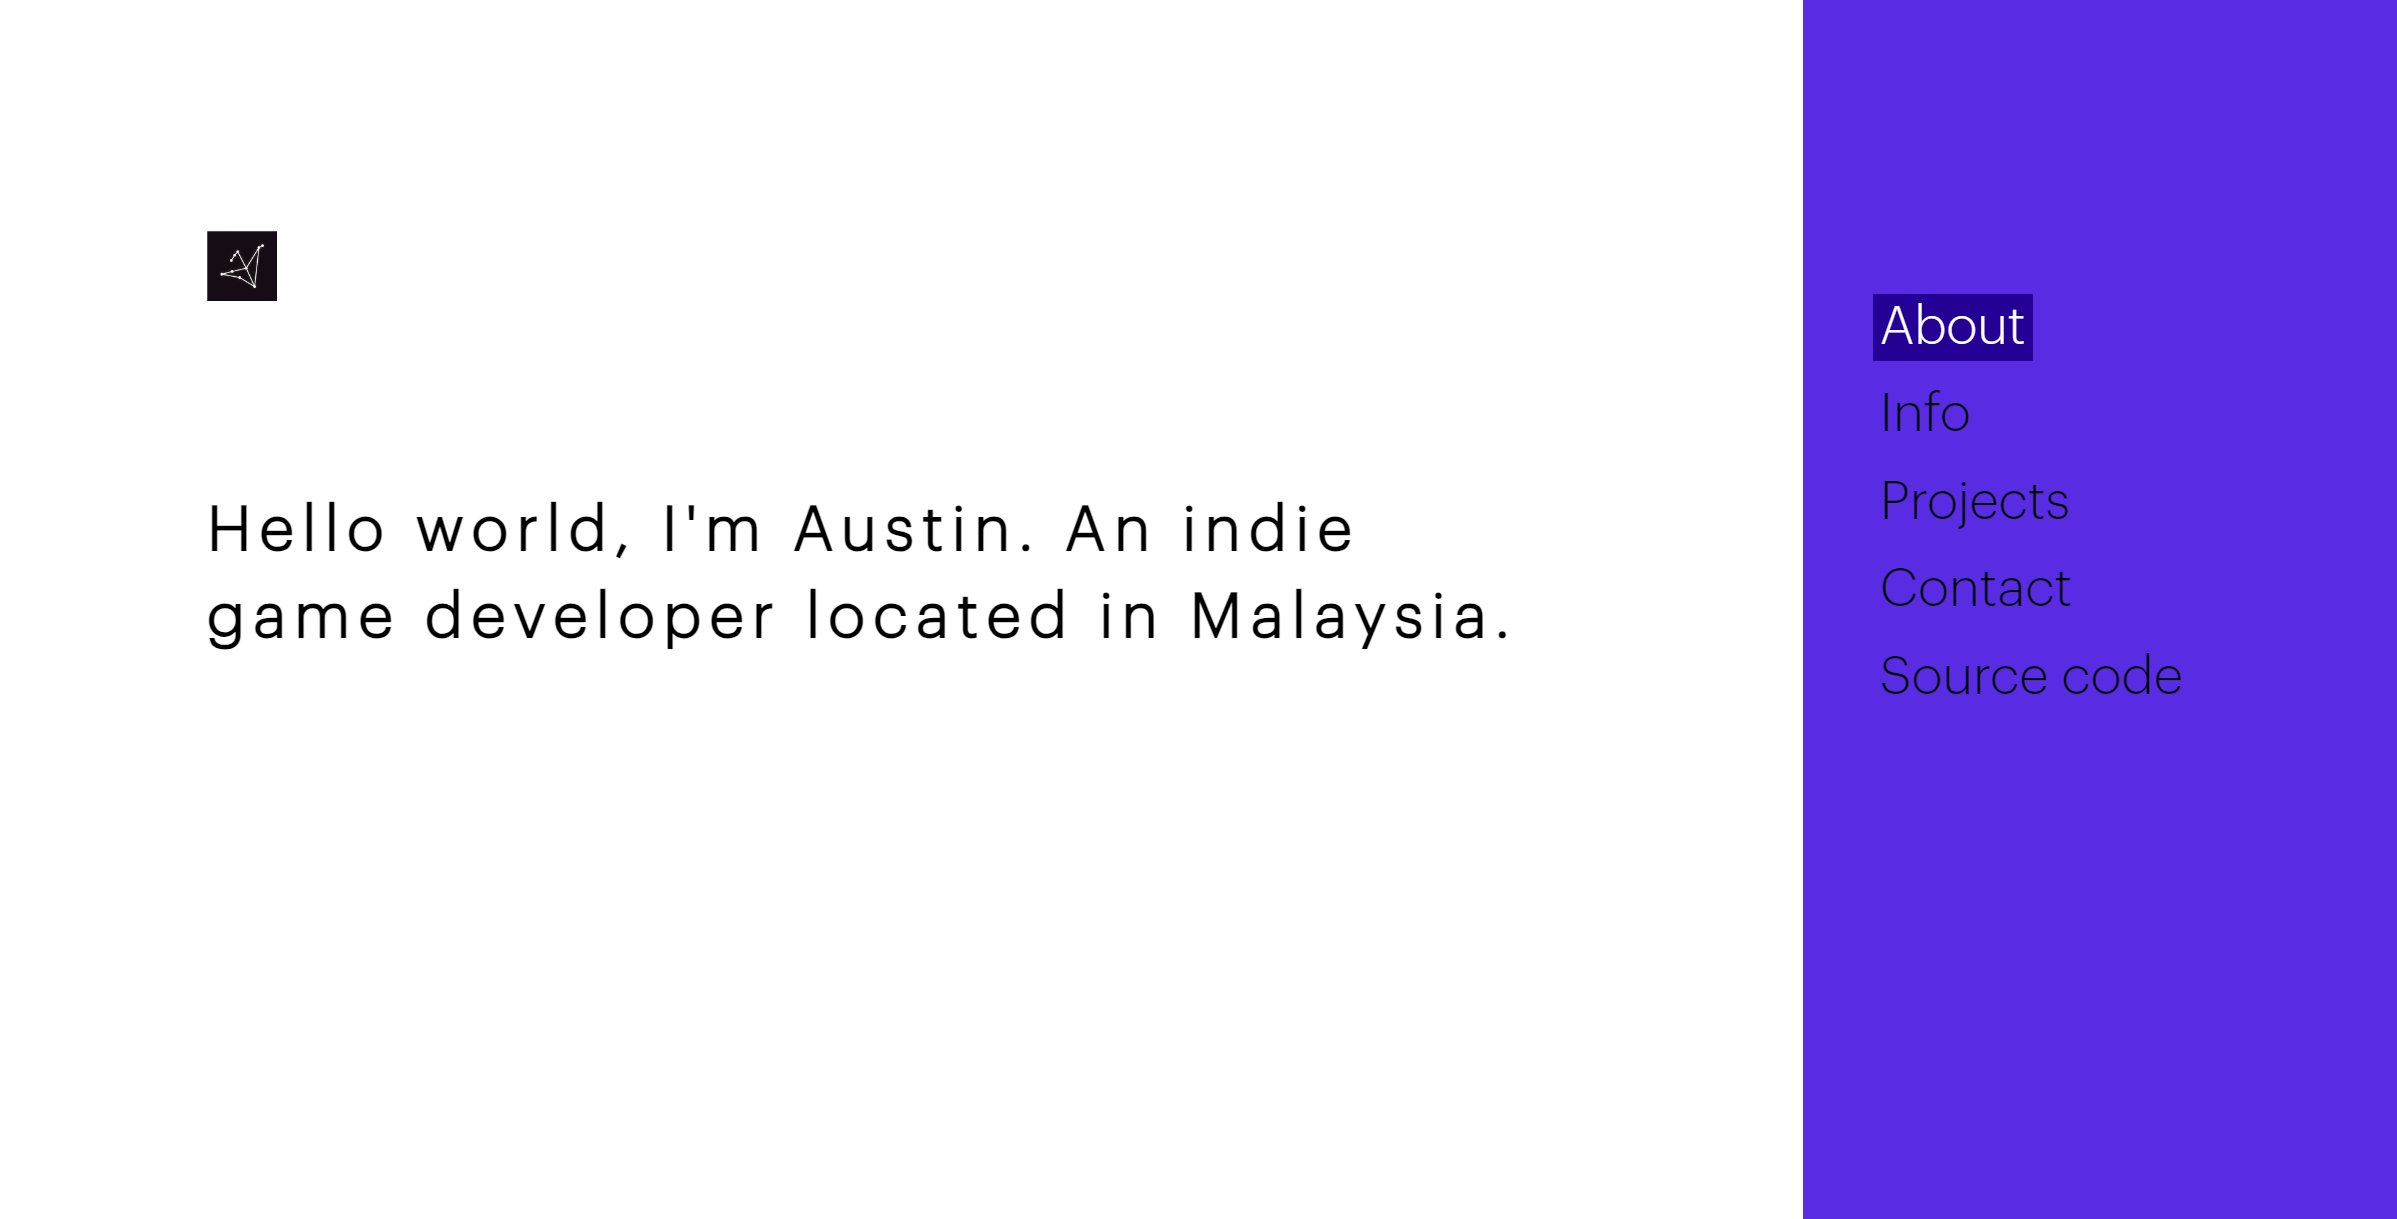 Hello world, I'm Austin. An indie
game developer located in Malaysia.
About
Info
Projects
Contact
Source code